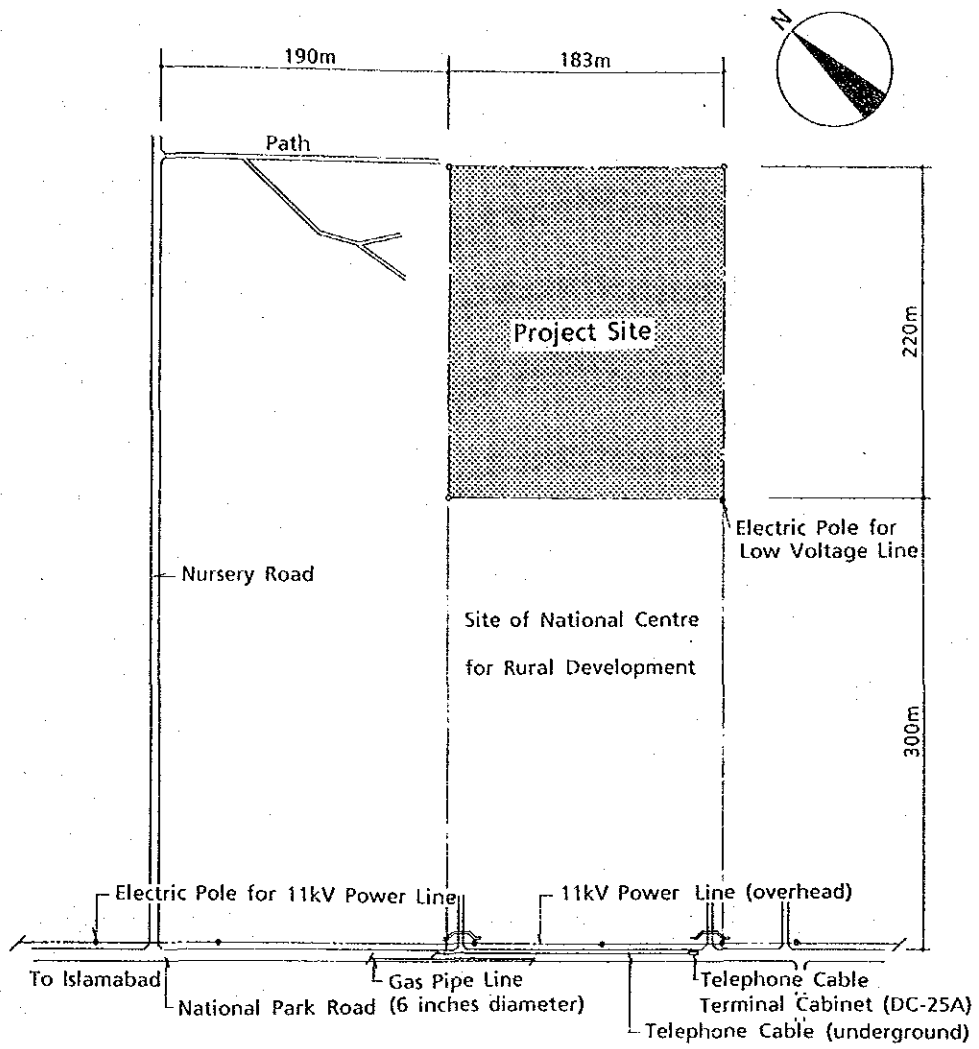 N
190m
183m
Path
Project Site
220m
Electric Pole for
Low Voltage Line
Nursery Road
Site of National Centre
for Rural Development
300m
Electric Pole for 11kV Power Line
11kV Power Line (overhead)
To Islamabad
Gas Pipe Line
(6 inches diameter)
Telephone Cable
Terminal Cabinet (DC-25A)
National Park Road
Telephone Cable (underground)